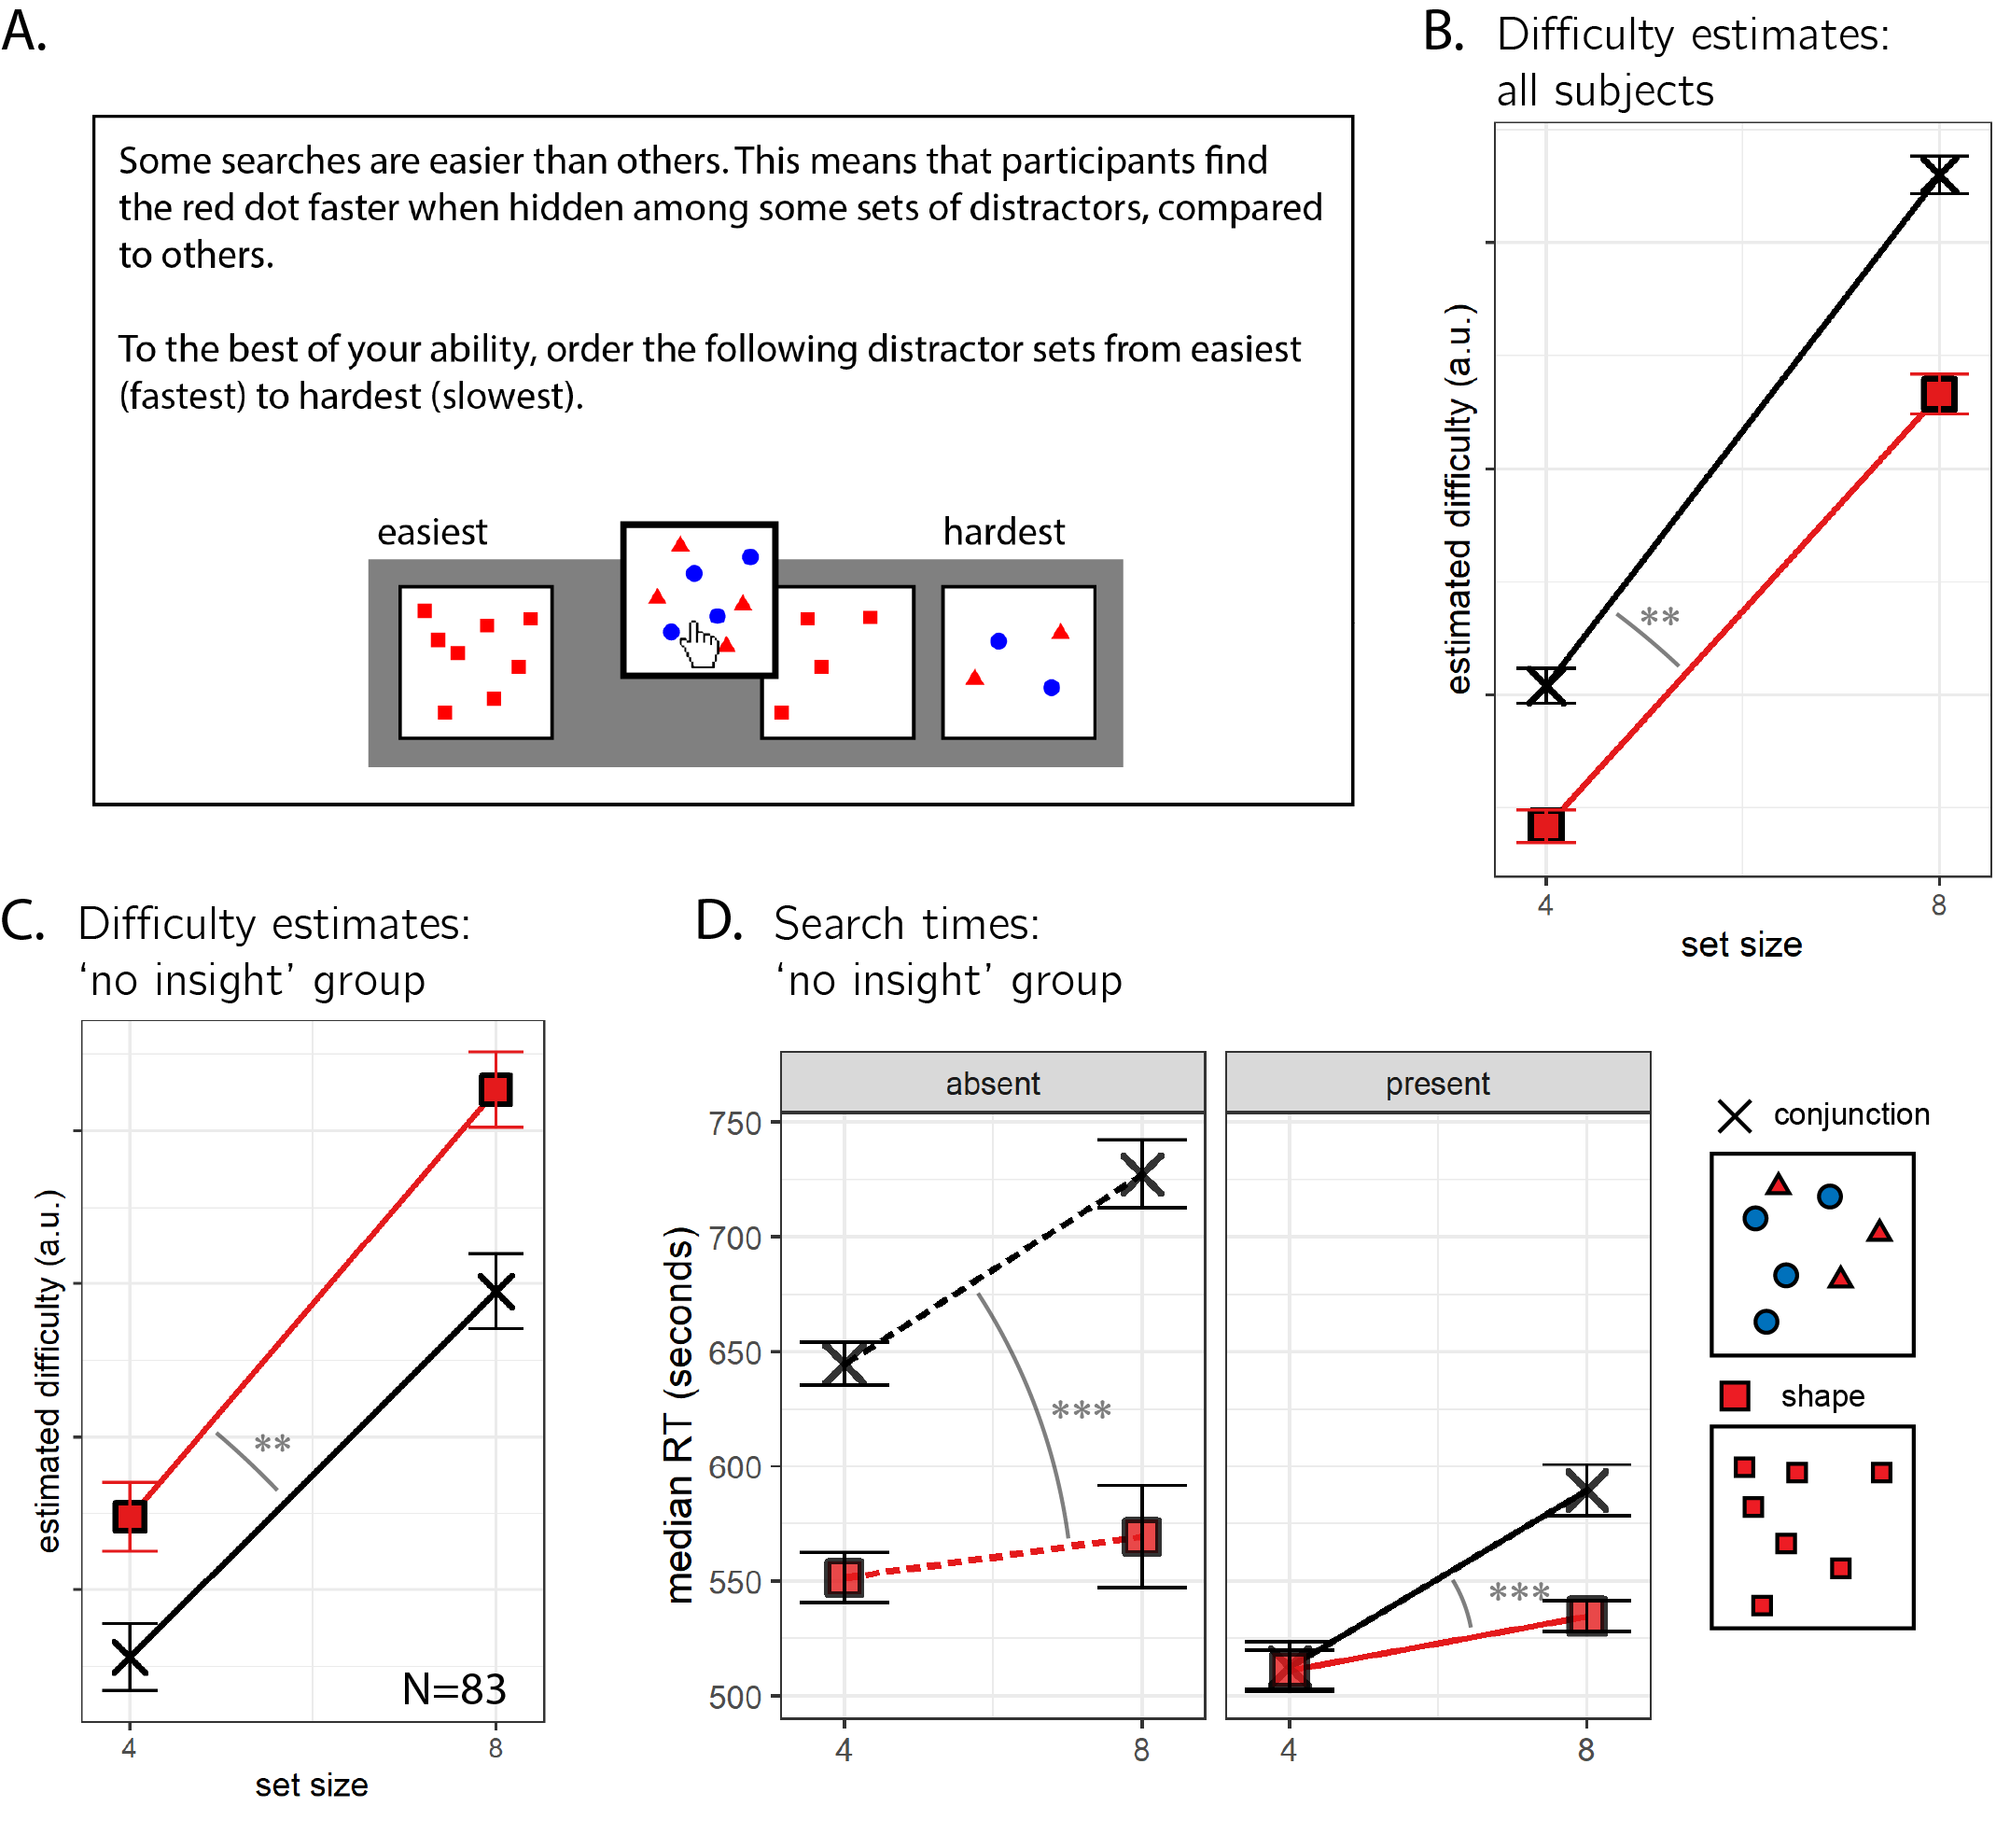 A.
Some searches are easier than others. This means that participants find
the red dot faster when hidden among some sets of distractors, compared
to others.
To the best of your ability, order the following distractor sets from easiest
(fastest) to hardest (slowest).
easiest
hardest
B. Difficulty estimates:
all subjects
estimated difficulty (a.u.)
**
4
8
set size
C. Difficulty estimates:
‘no insight’ group
estimated difficulty (a.u.)
**
N=83
4
8
set size
D. Search times:
‘no insight’ group
absent
present
median RT (seconds)
750
700
650
600
550
500
***
***
4
8
4
8
conjunction
shape